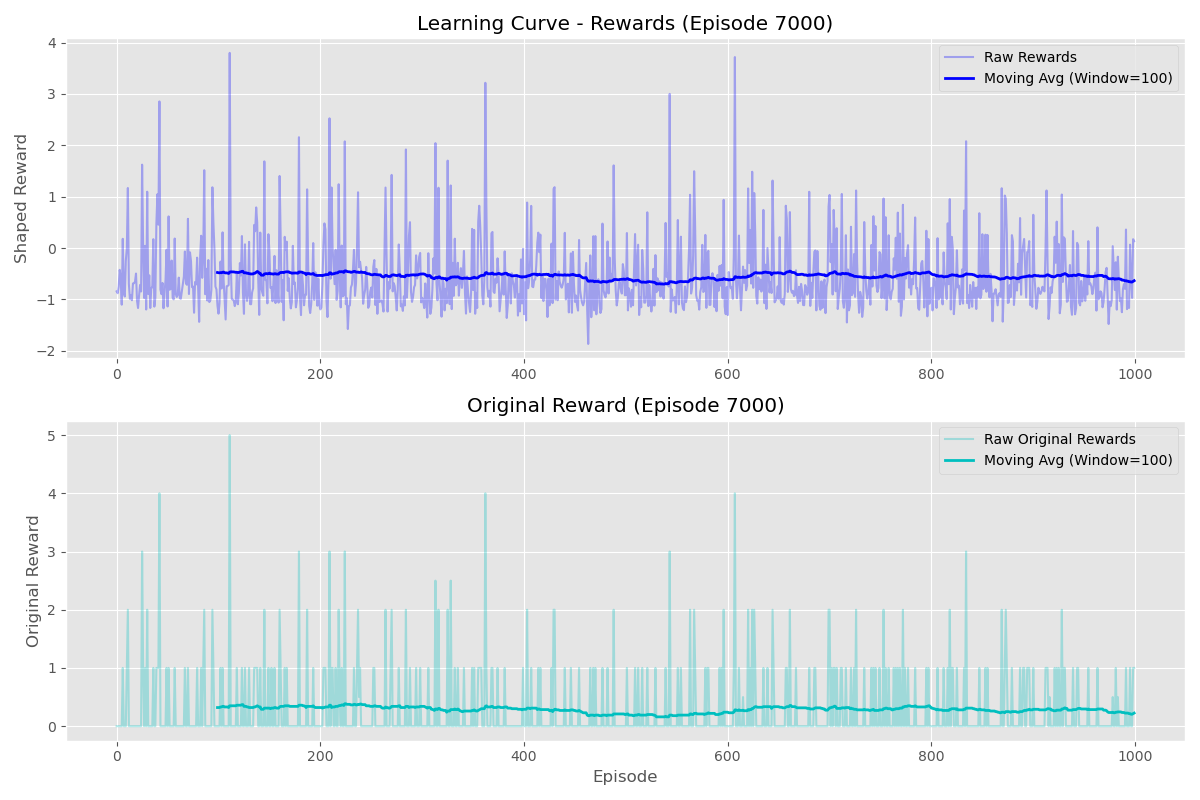 Learning Curve - Rewards (Episode 7000)
4
3
2
1
0
−1
−2
Shaped Reward
Raw Rewards
Moving Avg (Window=100)
0
200
400
600
800
1000
Original Reward (Episode 7000)
5
4
3
2
1
0
Original Reward
Raw Original Rewards
Moving Avg (Window=100)
0
200
400
600
800
1000
Episode